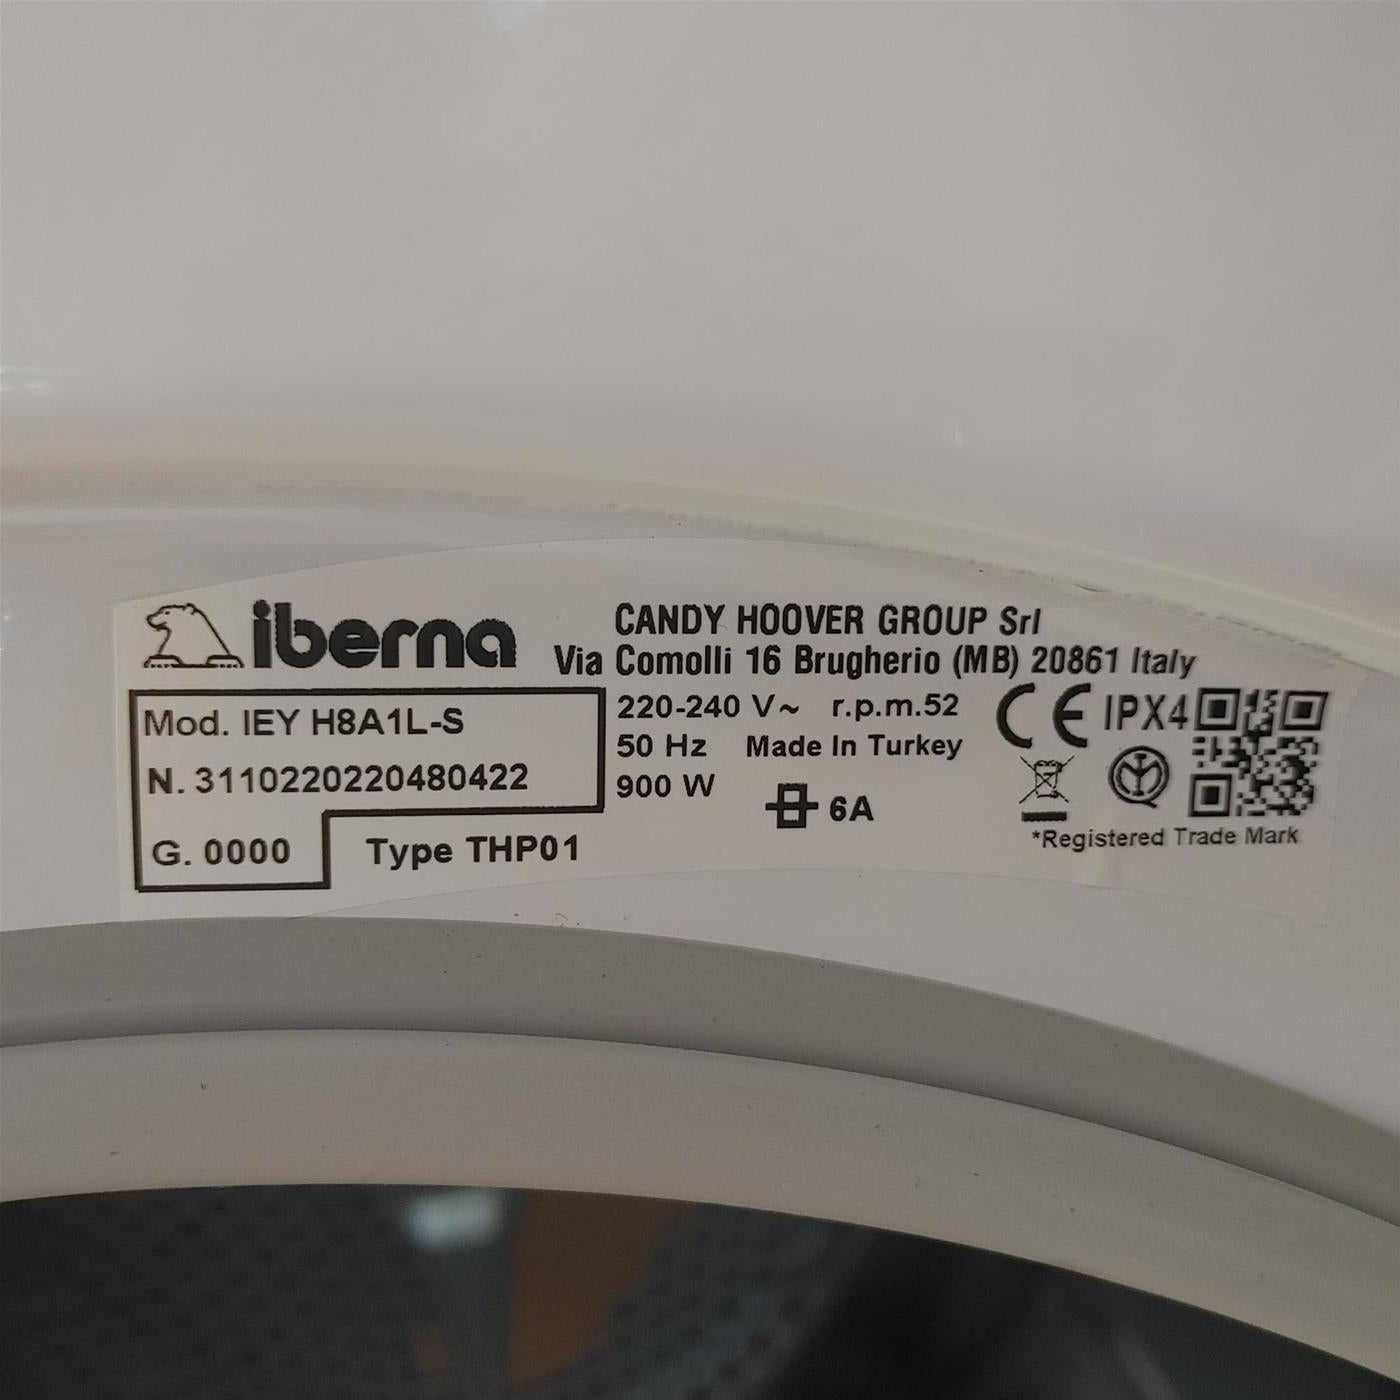 iberna
CANDY HOOVER GROUP Srl
Via Comolli 16 Brugherio (MB) 20861 Italy
Mod. IEY H8A1L-S
N. 3110220220480422
G. 0000
Type THP01
220-240 V~ r.p.m.52
50 Hz Made In Turkey
900 W
6A
CE IPX4
*Registered Trade Mark